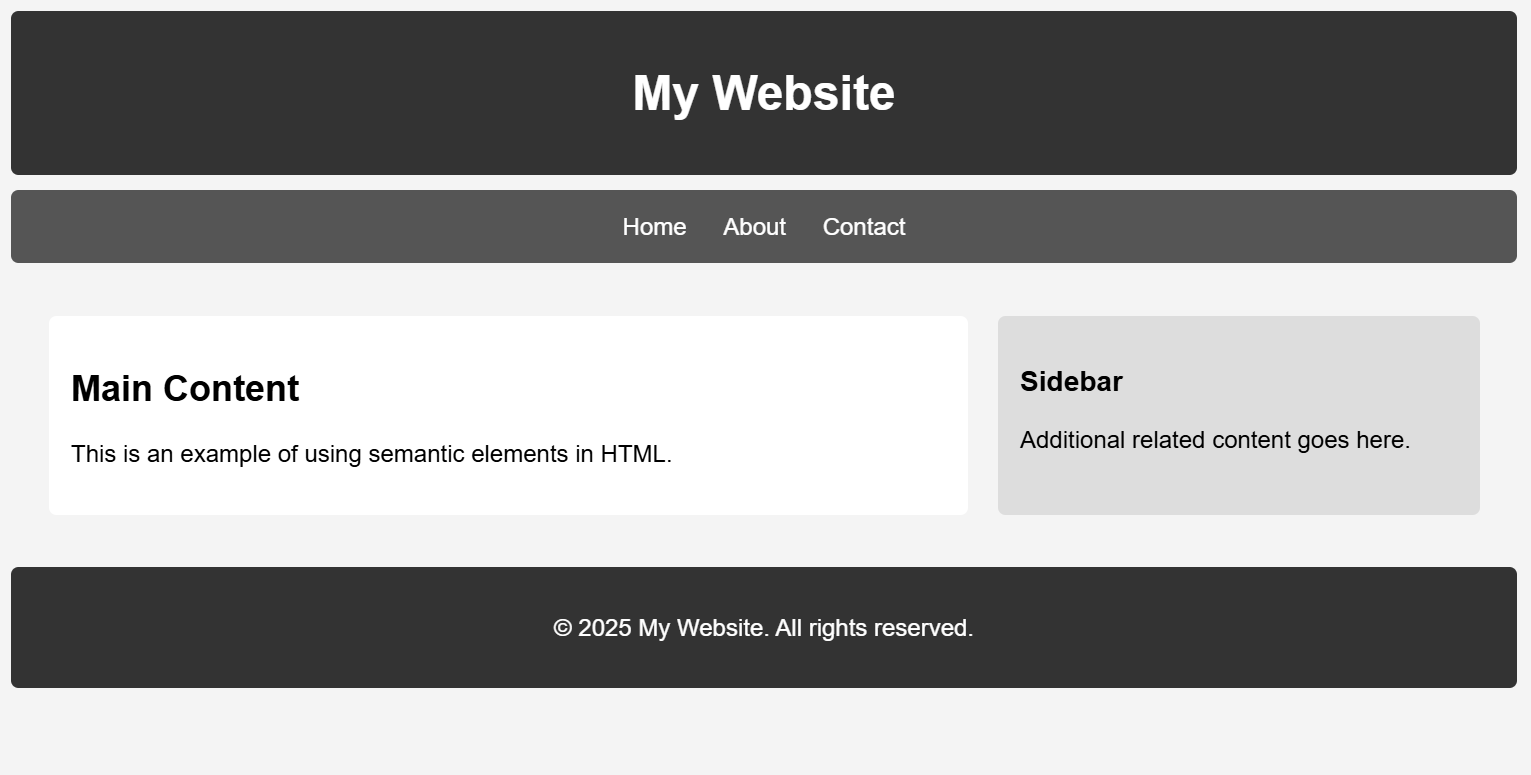 My Website
Home About Contact
Main Content
This is an example of using semantic elements in HTML.
Sidebar
Additional related content goes here.
© 2025 My Website. All rights reserved.